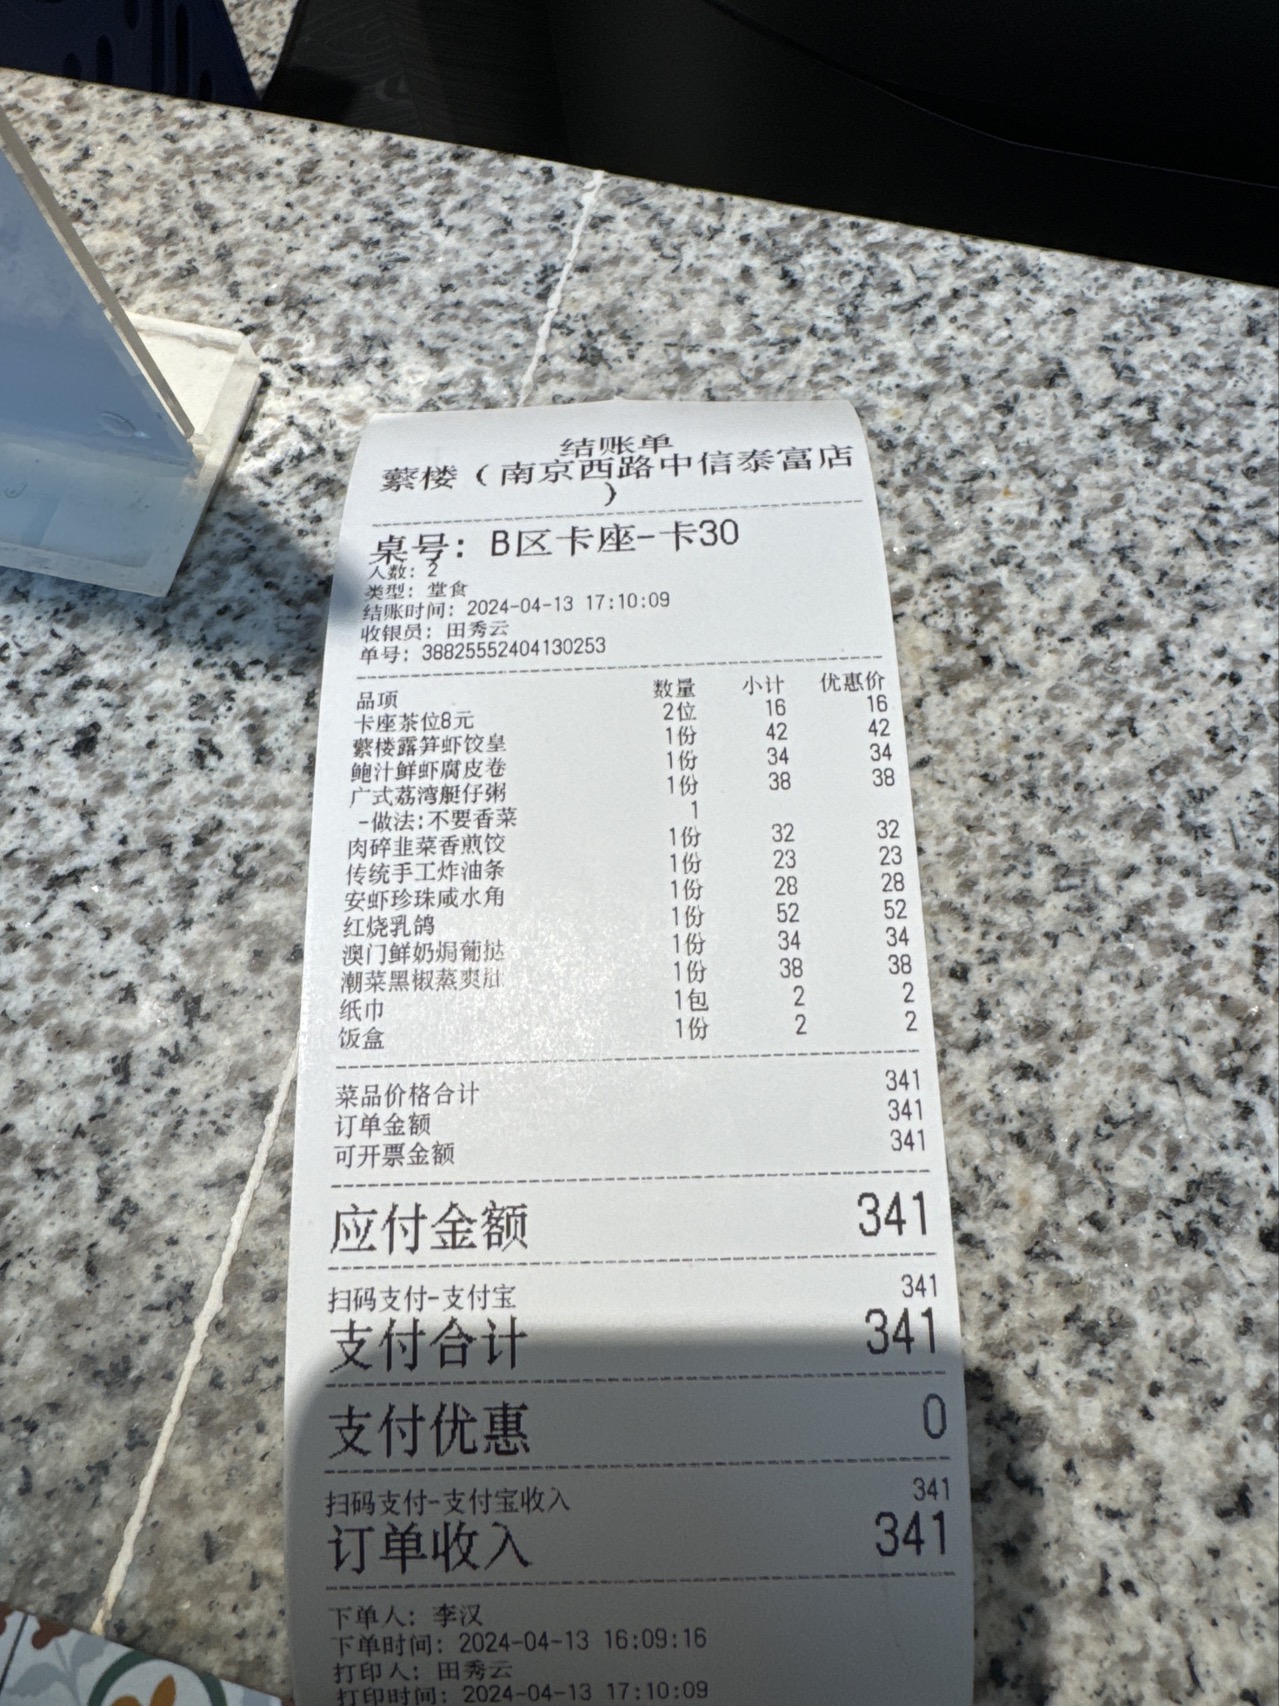 结账单
蘩楼（南京西路中信泰富店
）
桌号: B区卡座-卡30
人数: 2
类型: 堂食
结账时间: 2024-04-13 17:10:09
收银员: 田秀云
单号: 38825552404130253
品项 数量 小计 优惠价
卡座茶位8元 2位 16 16
蘩楼露笋虾饺皇 1份 42 42
鲍汁鲜虾腐皮卷 1份 34 34
广式荔湾艇仔粥 1份 38 38
-做法:不要香菜 1
肉碎韭菜香煎饺 1份 32 32
传统手工炸油条 1份 23 23
安虾珍珠咸水角 1份 28 28
红烧乳鸽 1份 52 52
澳门鲜奶焗葡挞 1份 34 34
潮菜黑椒蒸爽肚 1份 38 38
纸巾 1包 2 2
饭盒 1份 2 2
菜品价格合计 341
订单金额 341
可开票金额 341
应付金额 341
扫码支付-支付宝 341
支付合计 341
支付优惠 0
扫码支付-支付宝收入 341
订单收入 341
下单人: 李汉
下单时间: 2024-04-13 16:09:16
打印人: 田秀云
打印时间: 2024-04-13 17:10:09